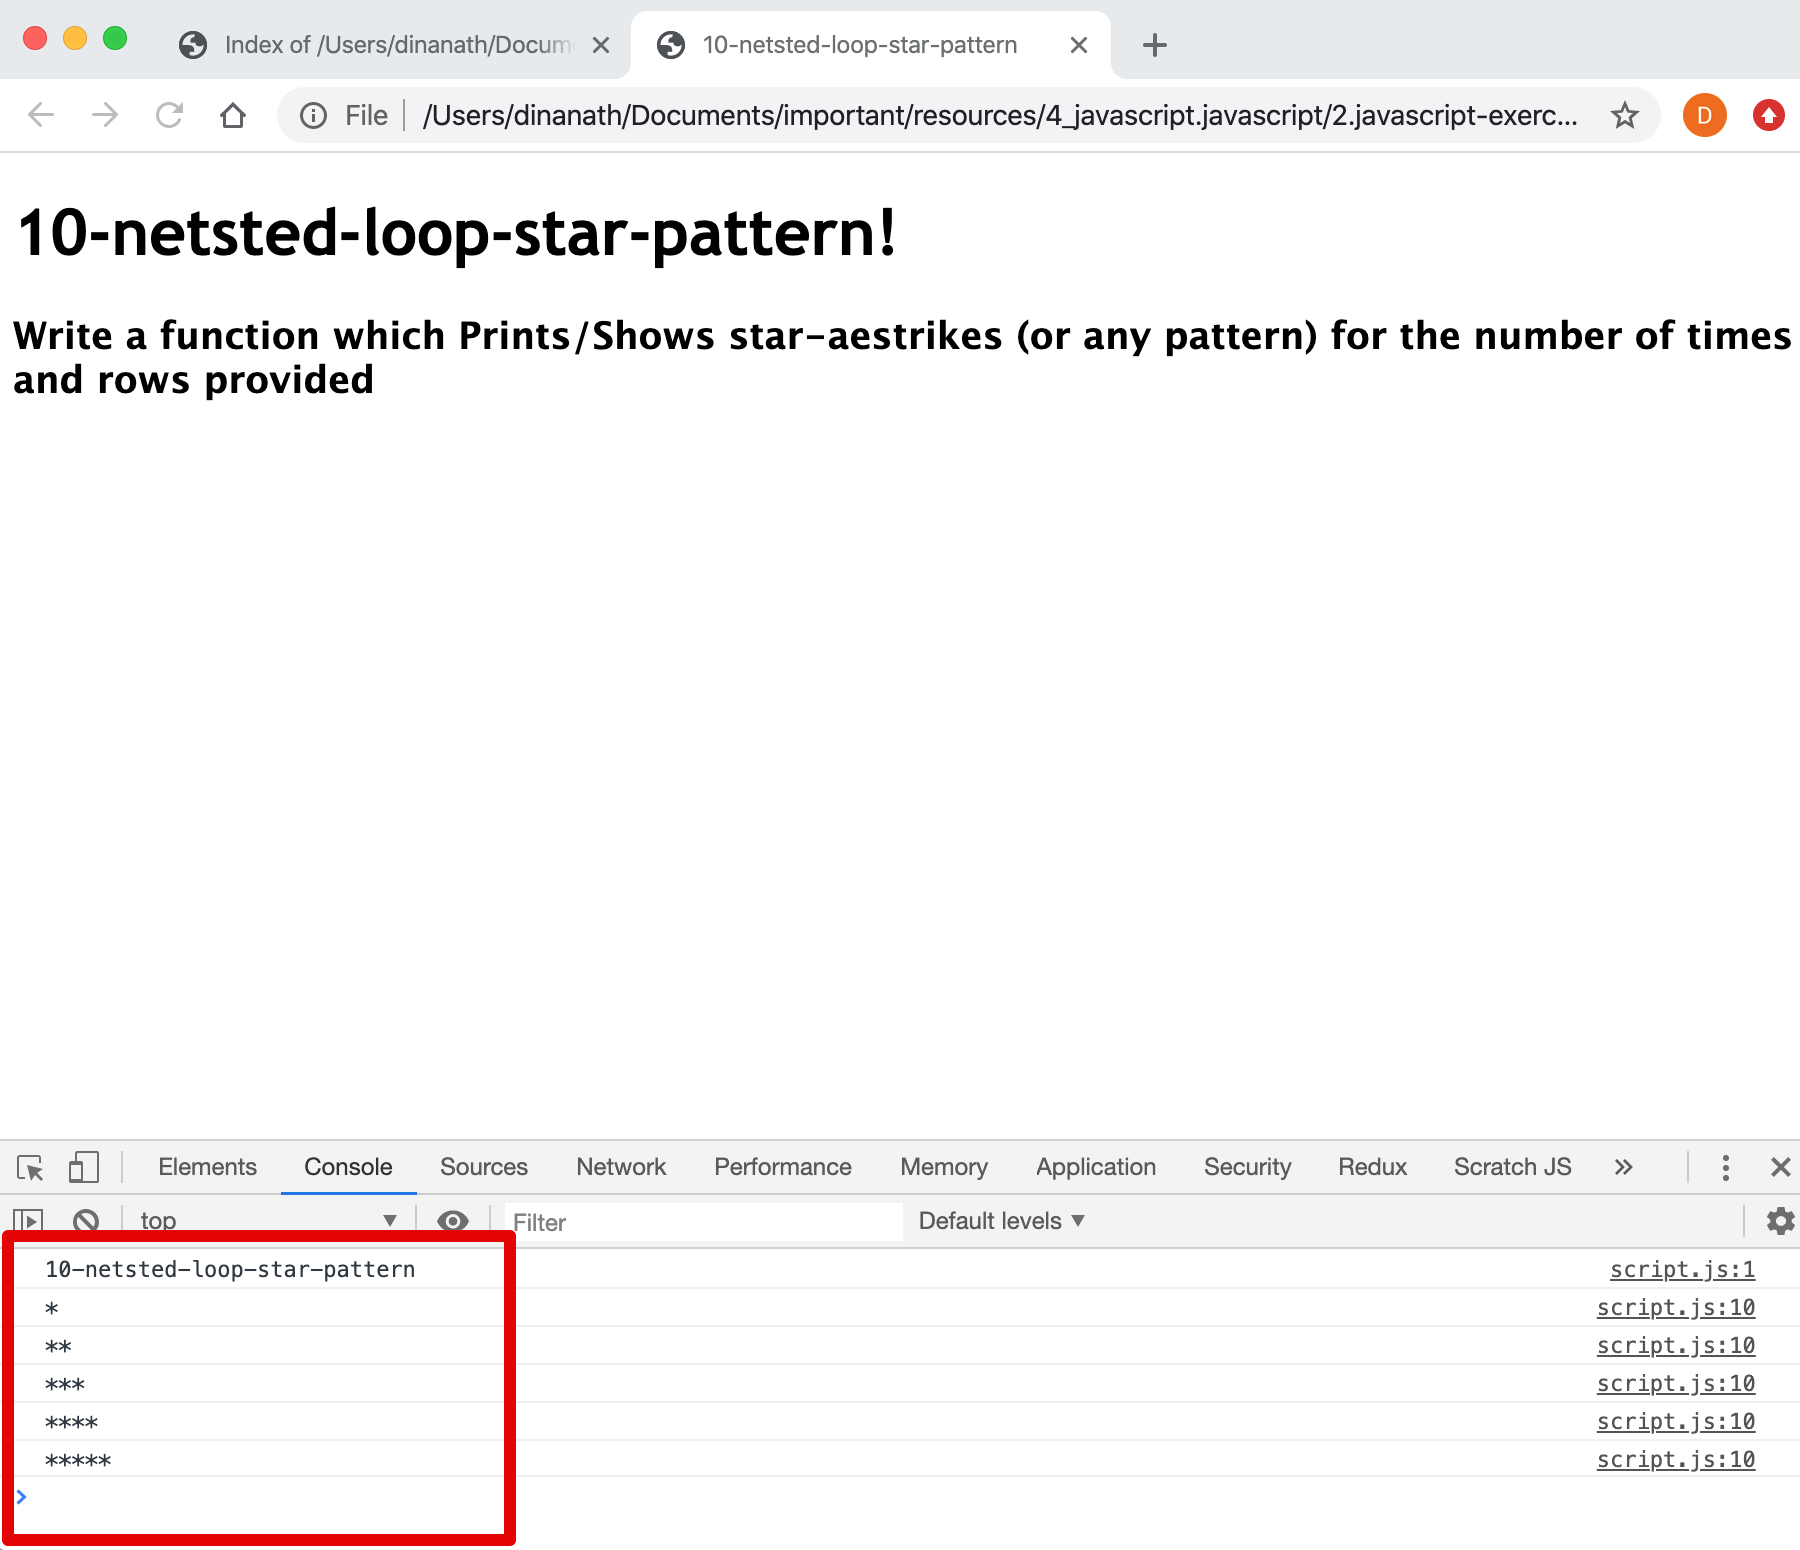 Index of /Users/dinanath/Docum
10-netsted-loop-star-pattern
File
/Users/dinanath/Documents/important/resources/4_javascript.javascript/2.javascript-exerc...
D
10-netsted-loop-star-pattern!
Write a function which Prints/Shows star-aestrikes (or any pattern) for the number of times
and rows provided
Elements Console Sources Network Performance Memory Application Security Redux Scratch JS
top Filter Default levels
10-netsted-loop-star-pattern script.js:1
* script.js:10
** script.js:10
*** script.js:10
**** script.js:10
***** script.js:10